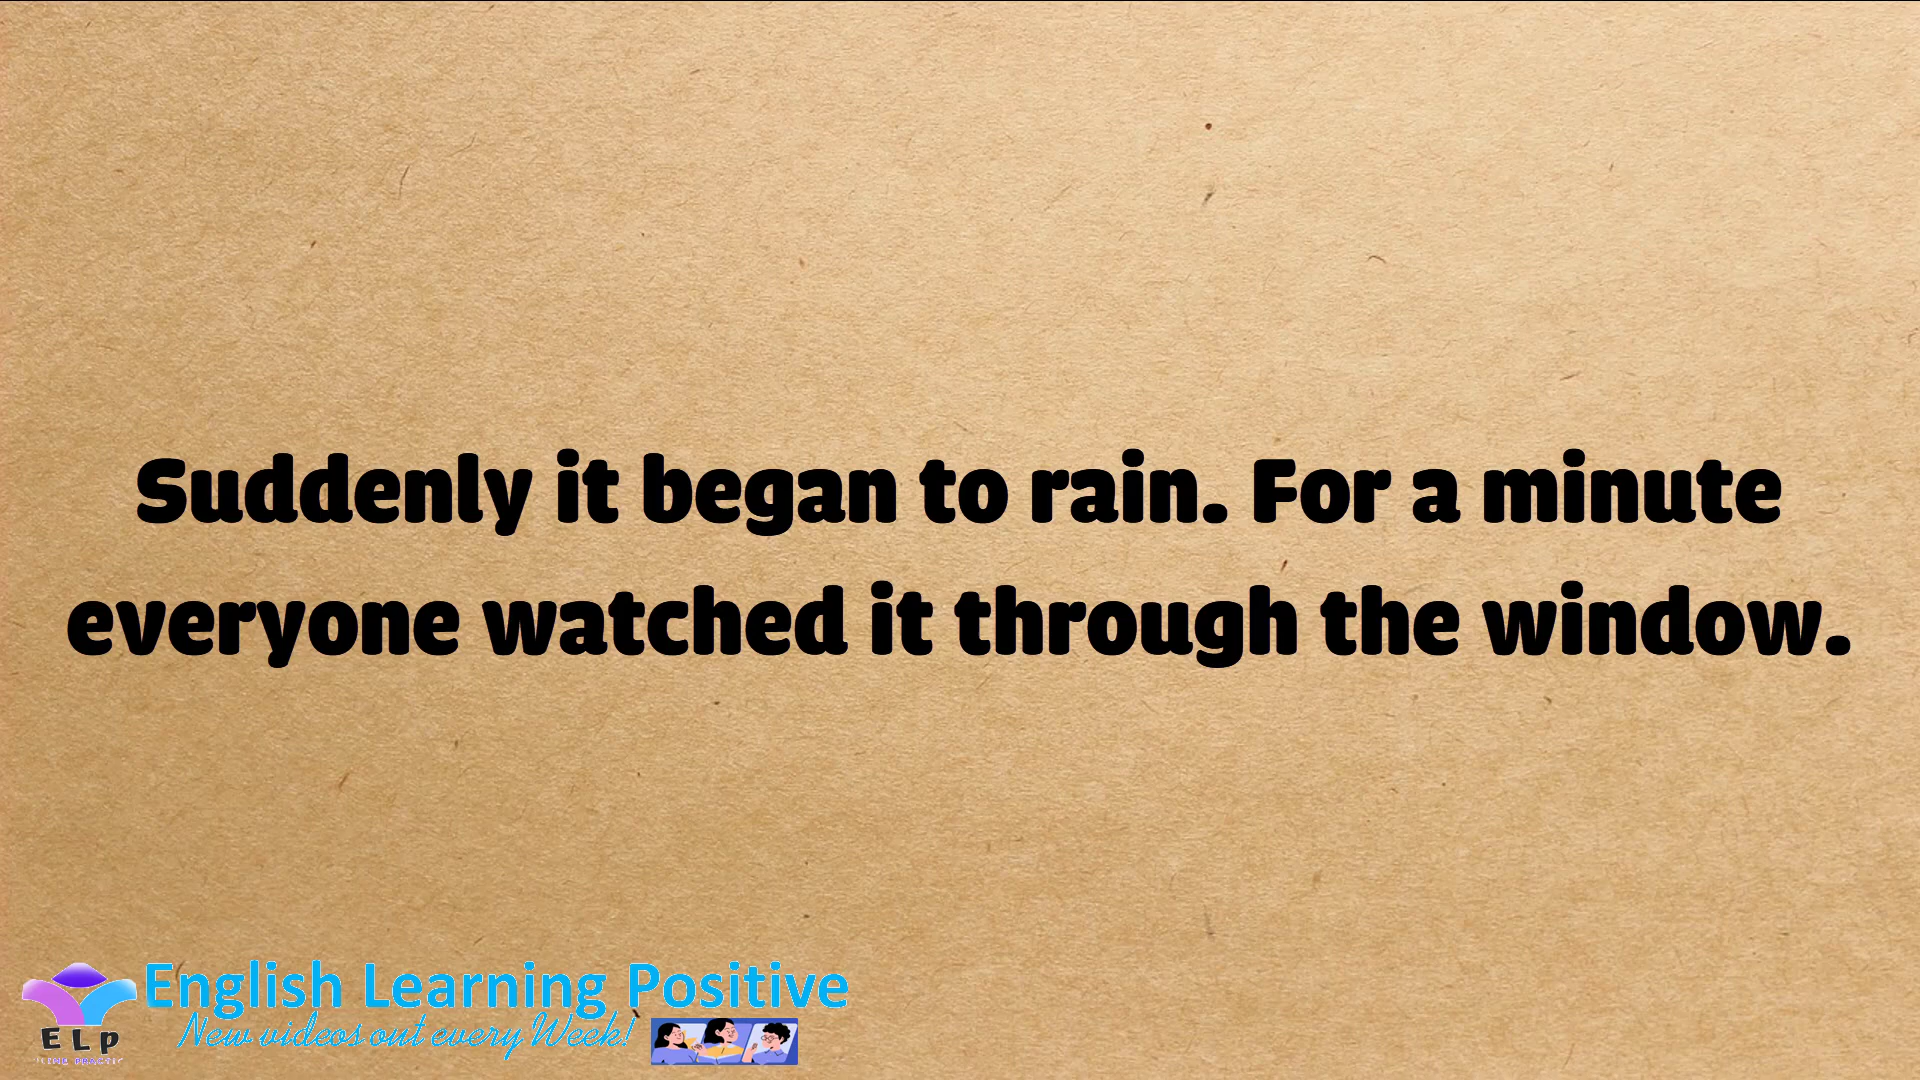 Suddenly it began to rain. For a minute
everyone watched it through the window.
English Learning Positive
New videos out every Week!
ELP